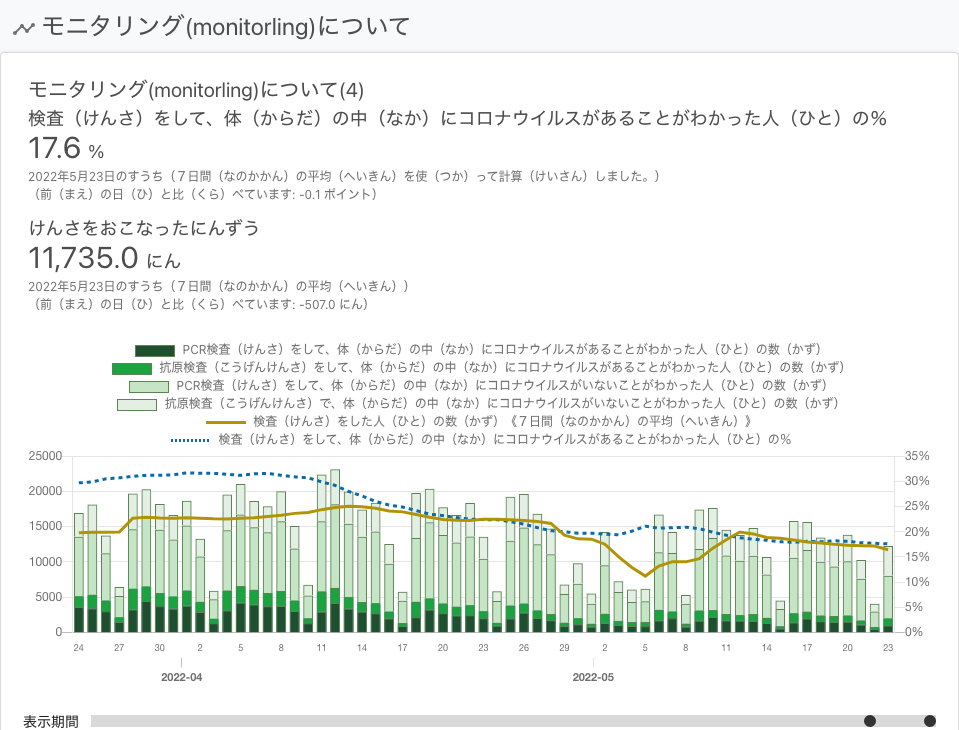 モニタリング(monitorling)について
モニタリング(monitorling)について(4)
検査（けんさ）をして、体（からだ）の中（なか）にコロナウイルスがあることがわかった人（ひと）の％
17.6 ％
2022年5月23日のすうち（７日間（なのかかん）の平均（へいきん）を使（つか）って計算（けいさん）しました。）
（前（まえ）の日（ひ）と比（くら）べています: -0.1 ポイント）
けんさをおこなったにんずう
11,735.0 にん
2022年5月23日のすうち（７日間（なのかかん）の平均（へいきん））
（前（まえ）の日（ひ）と比（くら）べています: -507.0 にん）
PCR検査（けんさ）をして、体（からだ）の中（なか）にコロナウイルスがあることがわかった人（ひと）の数（かず）
抗原検査（こうげんけんさ）をして、体（からだ）の中（なか）にコロナウイルスがあることがわかった人（ひと）の数（かず）
PCR検査（けんさ）をして、体（からだ）の中（なか）にコロナウイルスがいないことがわかった人（ひと）の数（かず）
抗原検査（こうげんけんさ）で、体（からだ）の中（なか）にコロナウイルスがいないことがわかった人（ひと）の数（かず）
検査（けんさ）をした人（ひと）の数（かず）《７日間（なのかかん）の平均（へいきん）》
検査（けんさ）をして、体（からだ）の中（なか）にコロナウイルスがあることがわかった人（ひと）の％
25000 35%
20000 30%
15000 25%
10000 20%
5000 15%
0 10%
5%
0%
24 27 30 2 5 8 11 14 17 20 23 26 29 2 5 8 11 14 17 20 23
2022-04 2022-05
表示期間